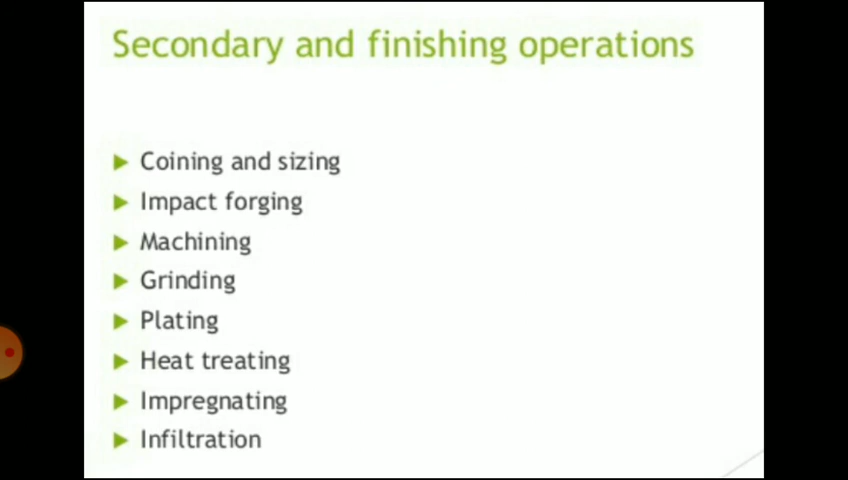 Secondary and finishing operations
Coining and sizing
Impact forging
Machining
Grinding
Plating
Heat treating
Impregnating
Infiltration